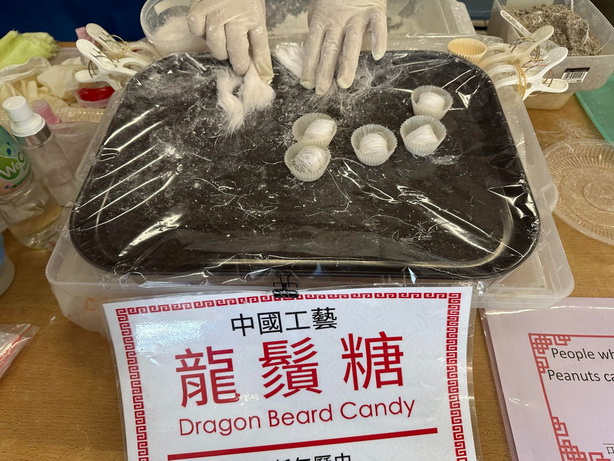 中國工藝
龍鬚糖
Dragon Beard Candy
People wh
Peanuts ca